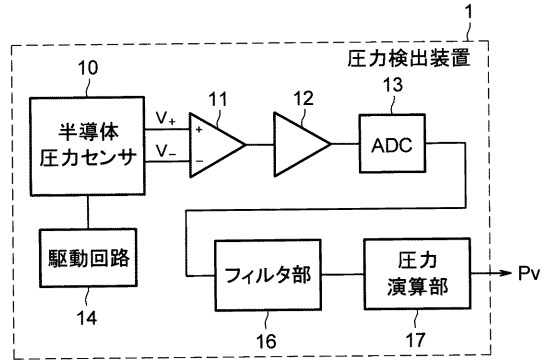 1
圧力検出装置
10
半導体
圧力センサ
V+
V−
+
−
11
12
13
ADC
駆動回路
14
フィルタ部
16
圧力
演算部
17
Pv